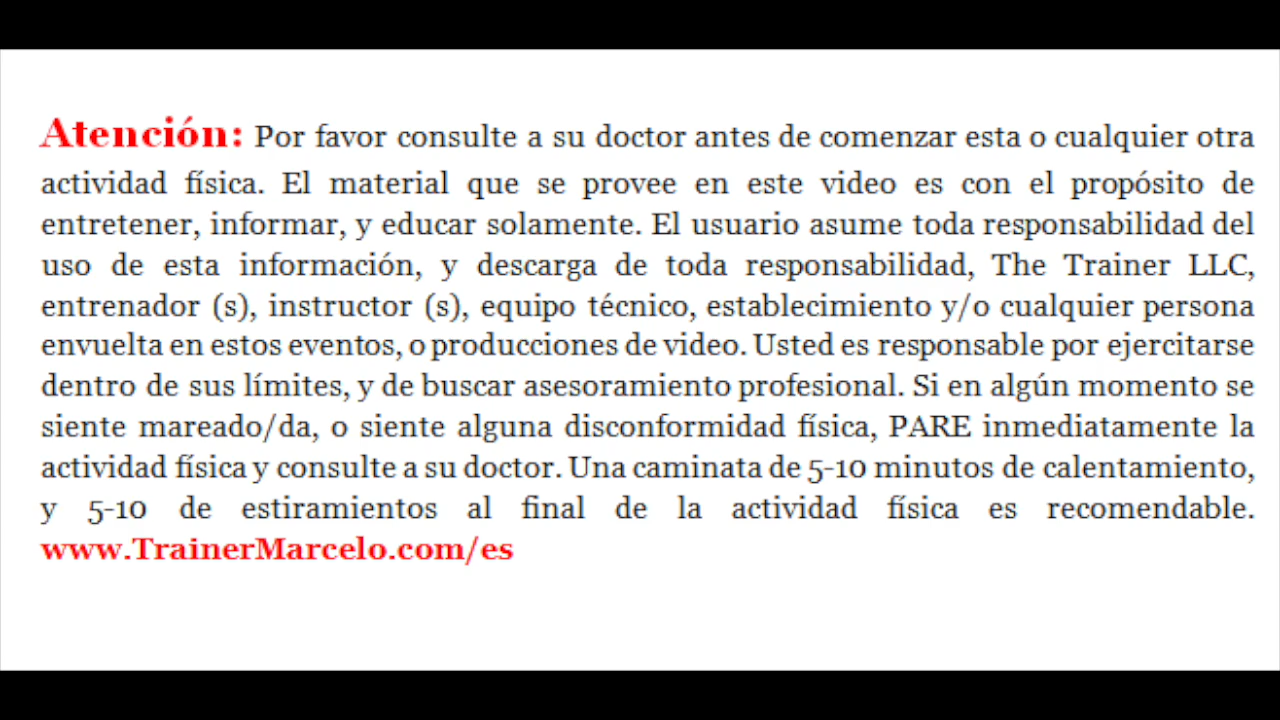 Atención: Por favor consulte a su doctor antes de comenzar esta o cualquier otra
actividad física. El material que se provee en este video es con el propósito de
entretener, informar, y educar solamente. El usuario asume toda responsabilidad del
uso de esta información, y descarga de toda responsabilidad, The Trainer LLC,
entrenador (s), instructor (s), equipo técnico, establecimiento y/o cualquier persona
envuelta en estos eventos, o producciones de video. Usted es responsable por ejercitarse
dentro de sus límites, y de buscar asesoramiento profesional. Si en algún momento se
siente mareado/da, o siente alguna disconformidad física, PARE inmediatamente la
actividad física y consulte a su doctor. Una caminata de 5-10 minutos de calentamiento,
y 5-10 de estiramientos al final de la actividad física es recomendable.
www.TrainerMarcelo.com/es